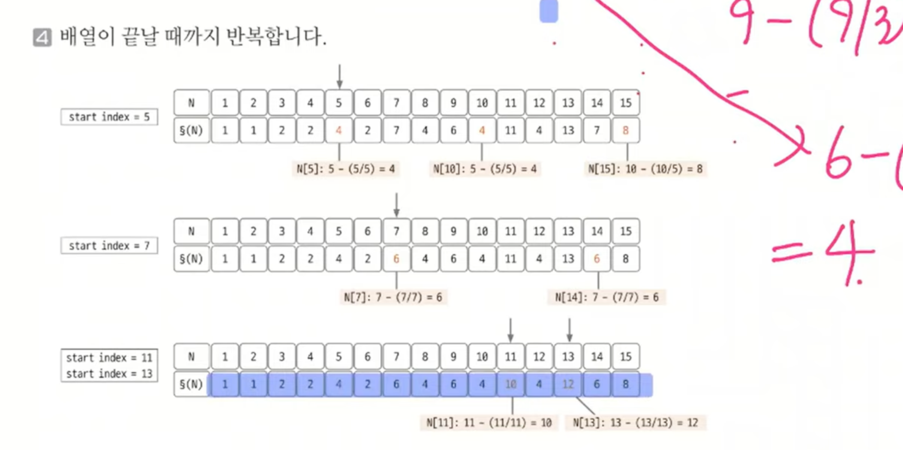 4 배열이 끝날 때까지 반복합니다.
9-(9/3
start index = 5
N 1 2 3 4 5 6 7 8 9 10 11 12 13 14 15
§(N) 1 1 2 2 4 2 7 4 6 4 11 4 13 7 8
N[5]: 5 - (5/5) = 4 N[10]: 5 - (5/5) = 4 N[15]: 10 - (10/5) = 8
6-(
= 4.
start index = 7
N 1 2 3 4 5 6 7 8 9 10 11 12 13 14 15
§(N) 1 1 2 2 4 2 6 4 6 4 11 4 13 6 8
N[7]: 7 - (7/7) = 6 N[14]: 7 - (7/7) = 6
start index = 11
start index = 13
N 1 2 3 4 5 6 7 8 9 10 11 12 13 14 15
§(N) 1 1 2 2 4 2 6 4 6 4 10 4 12 6 8
N[11]: 11 - (11/11) = 10 N[13]: 13 - (13/13) = 12